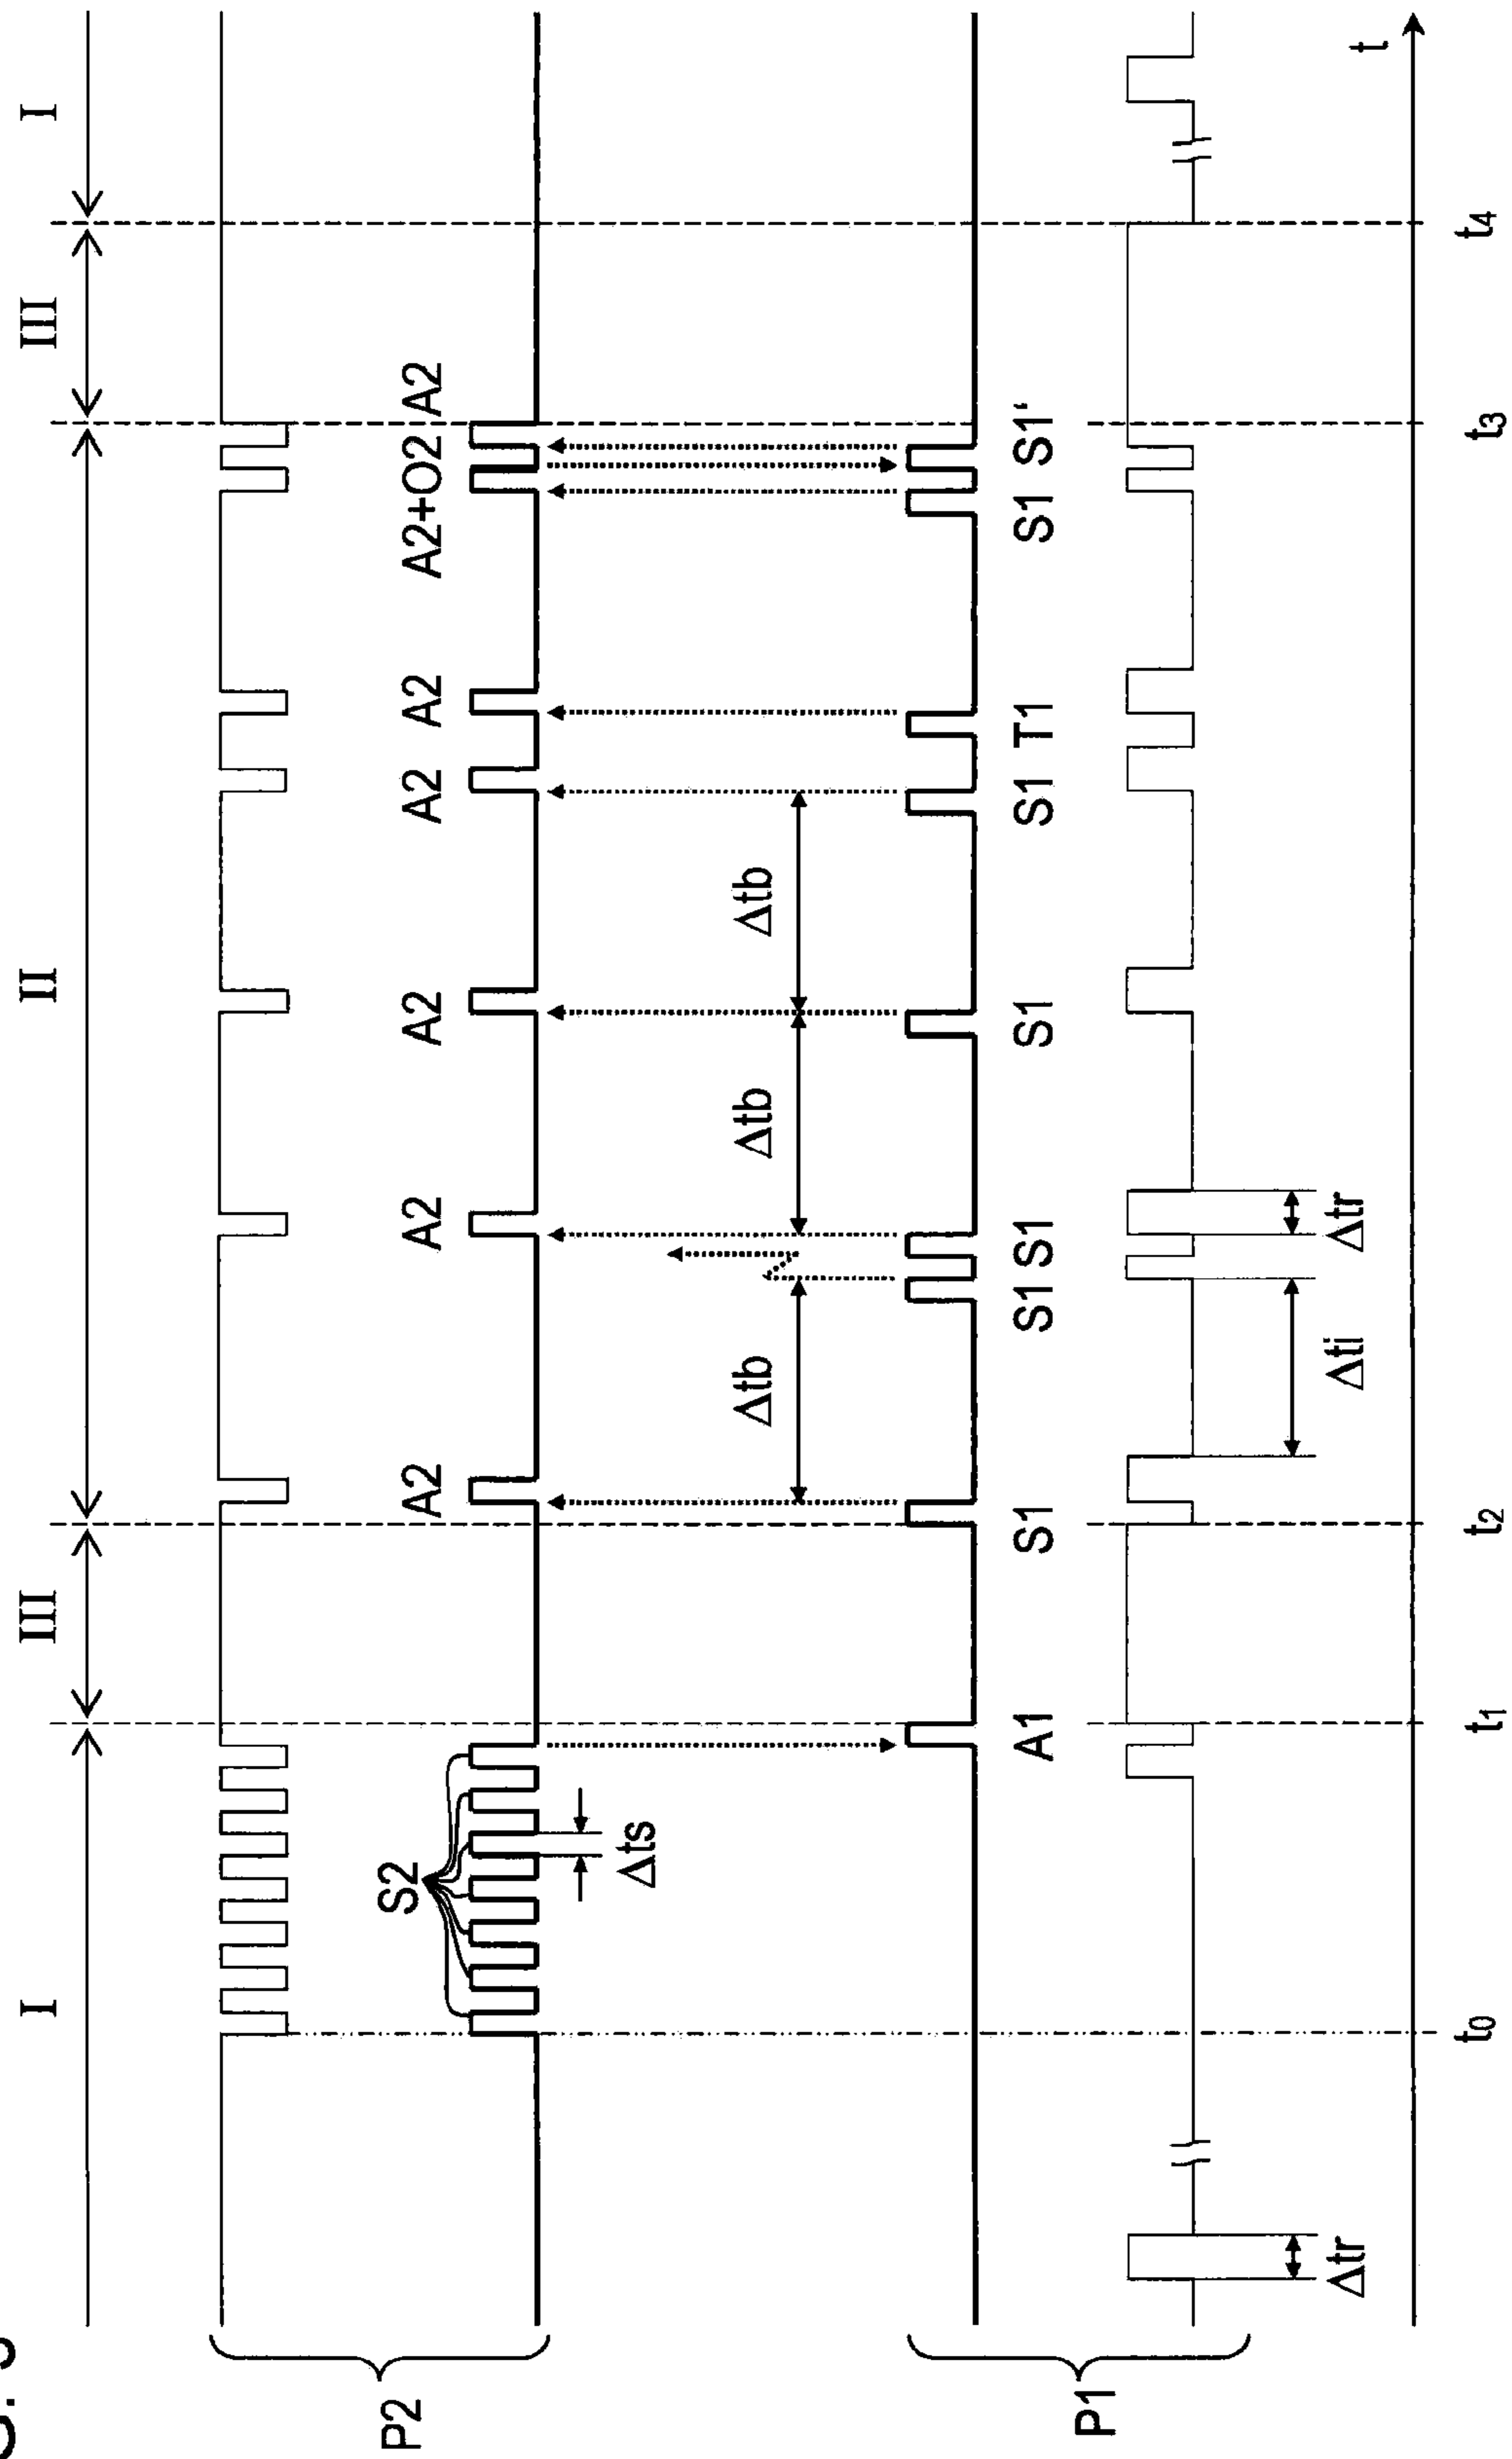 I III II III I
P2
S2 A2 A2 A2 A2 A2 A2+O2 A2
Δts
Δtb Δtb Δtb
P1
A1 S1 S1 S1 S1 S1 T1 S1 S1‘
Δtr Δti Δtr
t
t₀ t₁ t₂ t₃ t₄